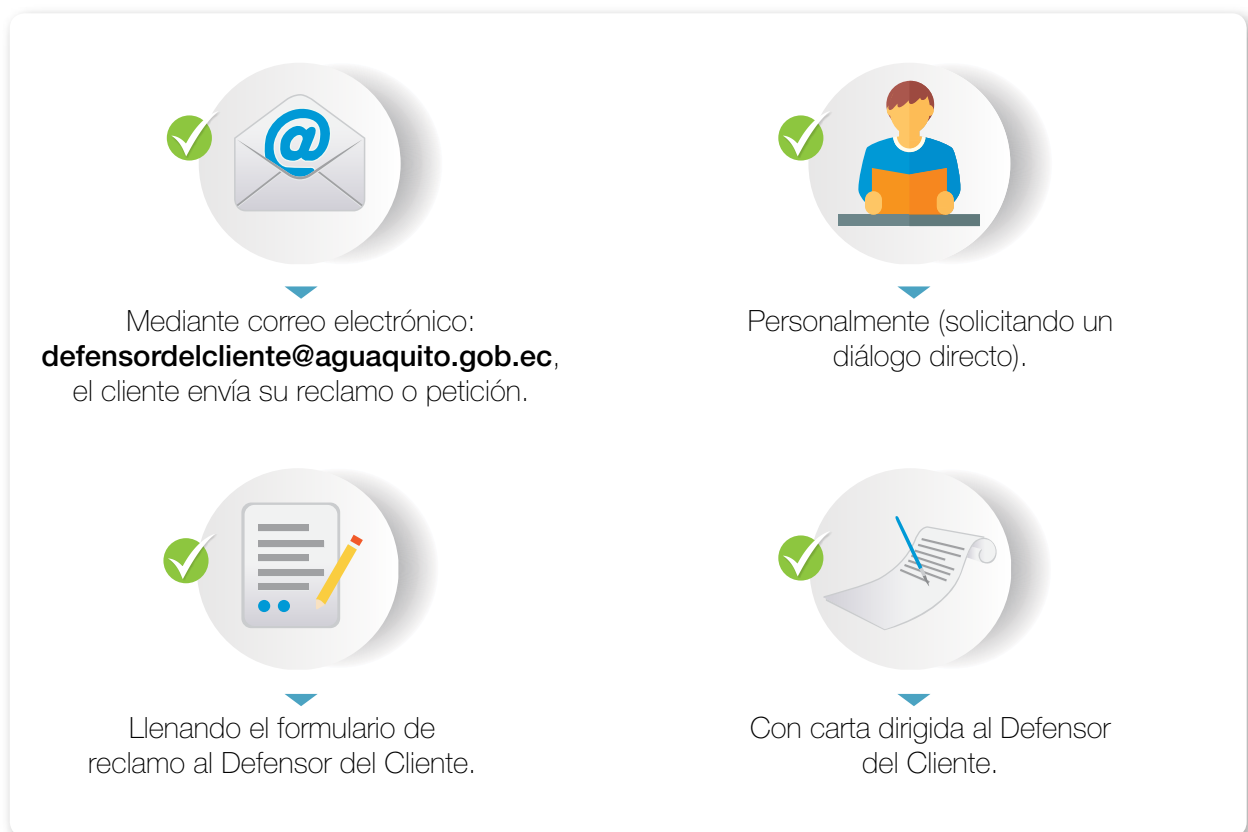 Mediante correo electrónico:
defensordelcliente@aguaquito.gob.ec,
el cliente envía su reclamo o petición.
Personalmente (solicitando un
diálogo directo).
Llenando el formulario de
reclamo al Defensor del Cliente.
Con carta dirigida al Defensor
del Cliente.